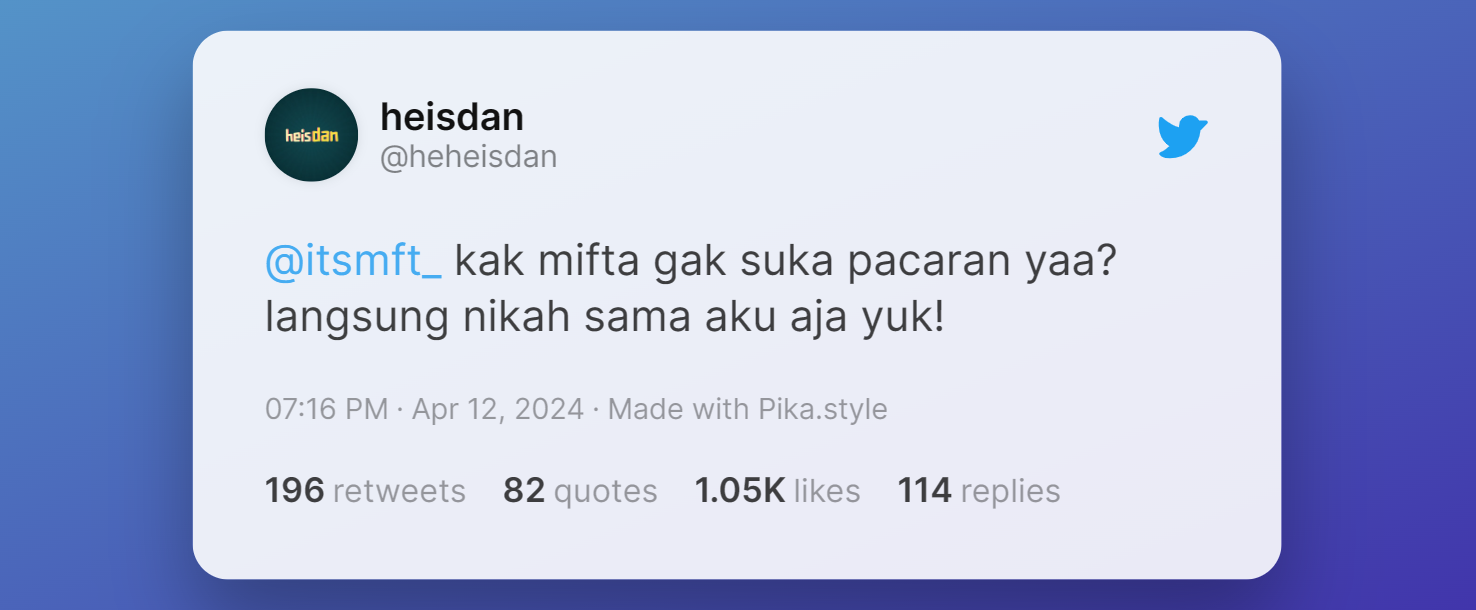 heisdan
heisdan
@heheisdan
@itsmft_ kak mifta gak suka pacaran yaa?
langsung nikah sama aku aja yuk!
07:16 PM · Apr 12, 2024 · Made with Pika.style
196 retweets 82 quotes 1.05K likes 114 replies